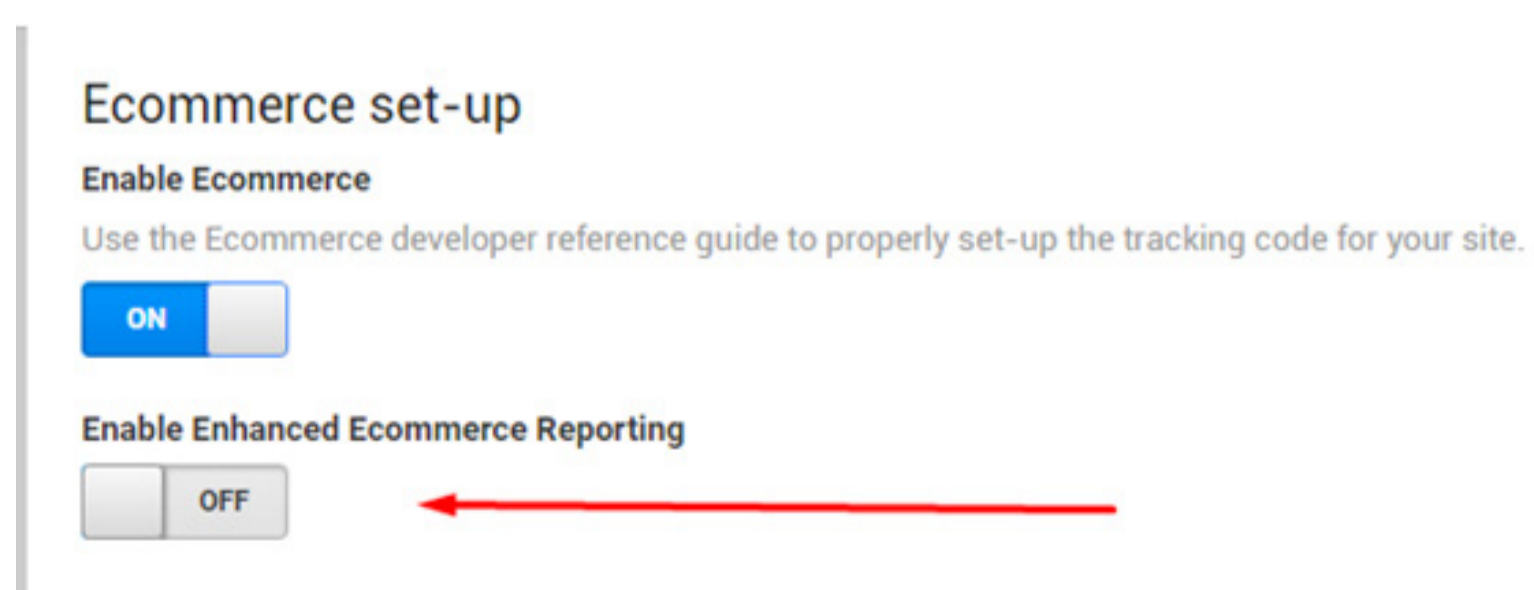 Ecommerce set-up
Enable Ecommerce
Use the Ecommerce developer reference guide to properly set-up the tracking code for your site.
ON
Enable Enhanced Ecommerce Reporting
OFF